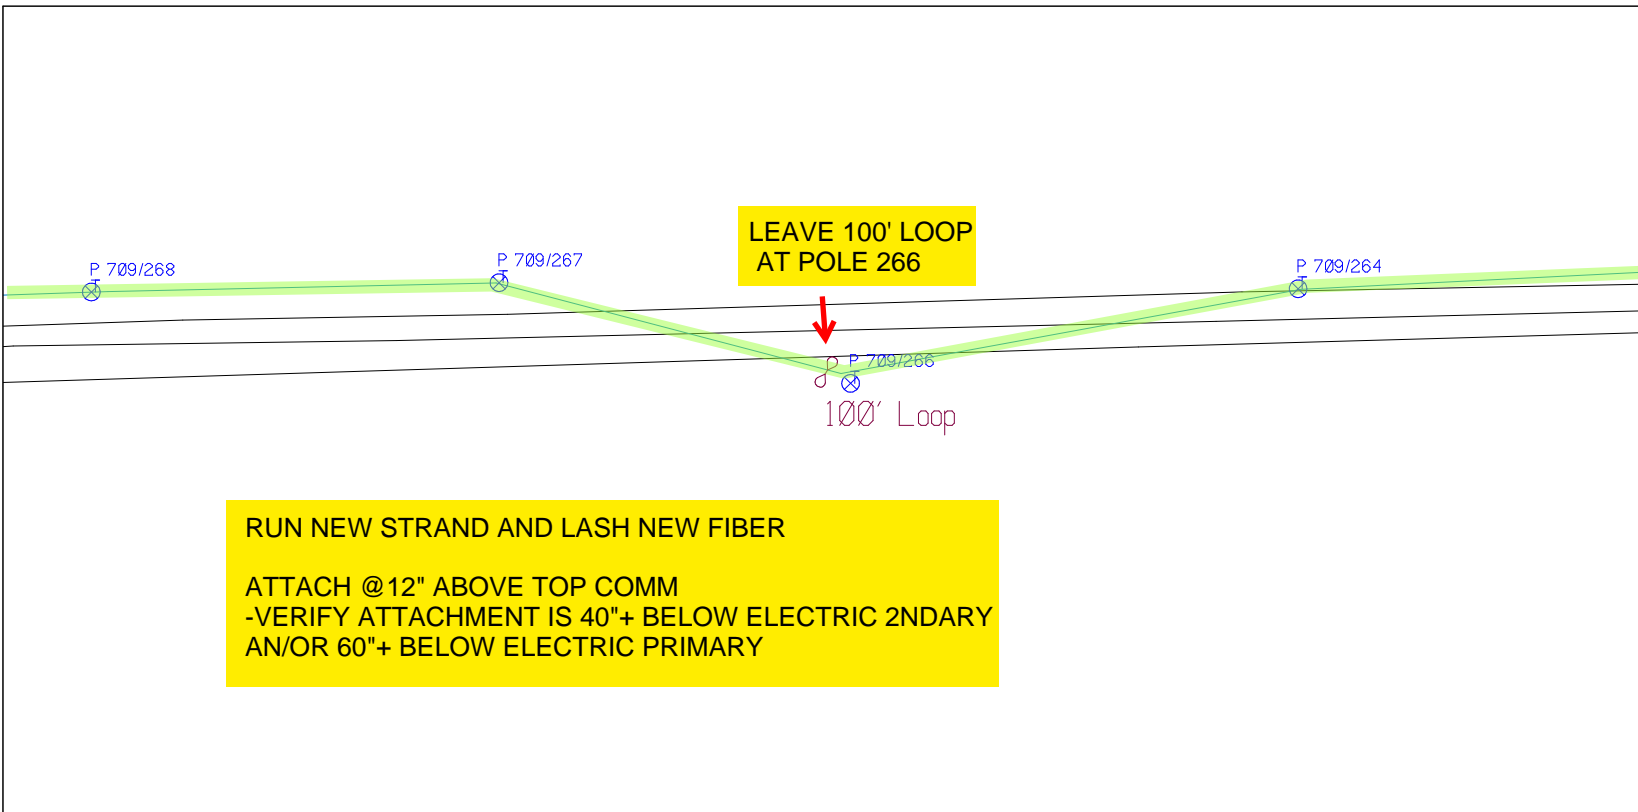 P 709/268
P 709/267
LEAVE 100' LOOP
AT POLE 266
P 709/264
P 709/266
100' Loop
RUN NEW STRAND AND LASH NEW FIBER
ATTACH @12" ABOVE TOP COMM
-VERIFY ATTACHMENT IS 40"+ BELOW ELECTRIC 2NDARY
AN/OR 60"+ BELOW ELECTRIC PRIMARY